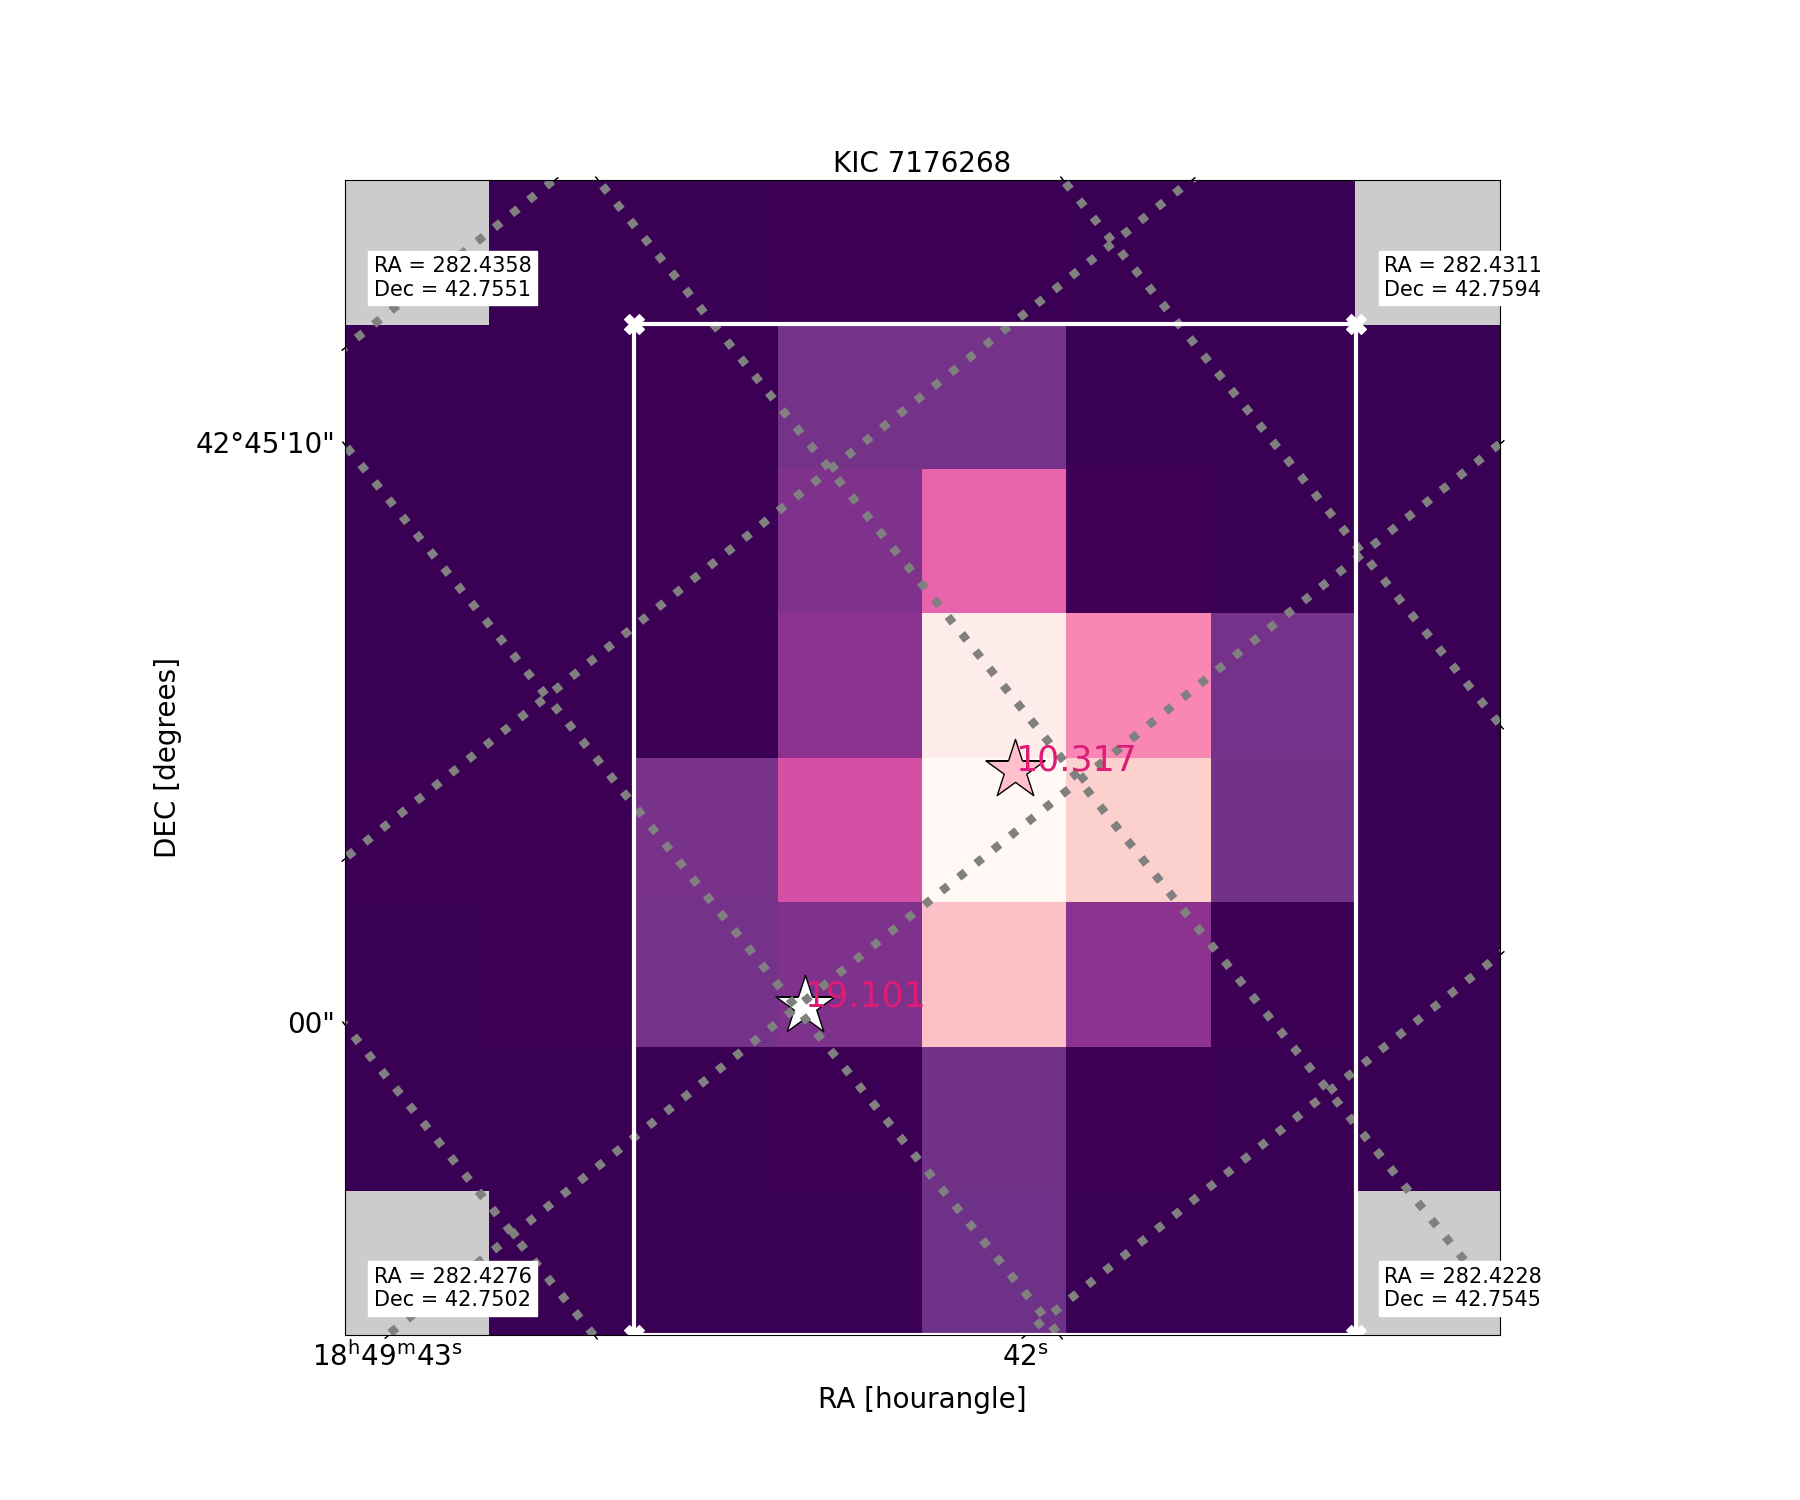 KIC 7176268
RA = 282.4358
Dec = 42.7551
RA = 282.4311
Dec = 42.7594
42°45'10"
DEC [degrees]
10.317
19.101
00"
RA = 282.4276
Dec = 42.7502
RA = 282.4228
Dec = 42.7545
18ʰ49ᵐ43ˢ
42ˢ
RA [hourangle]